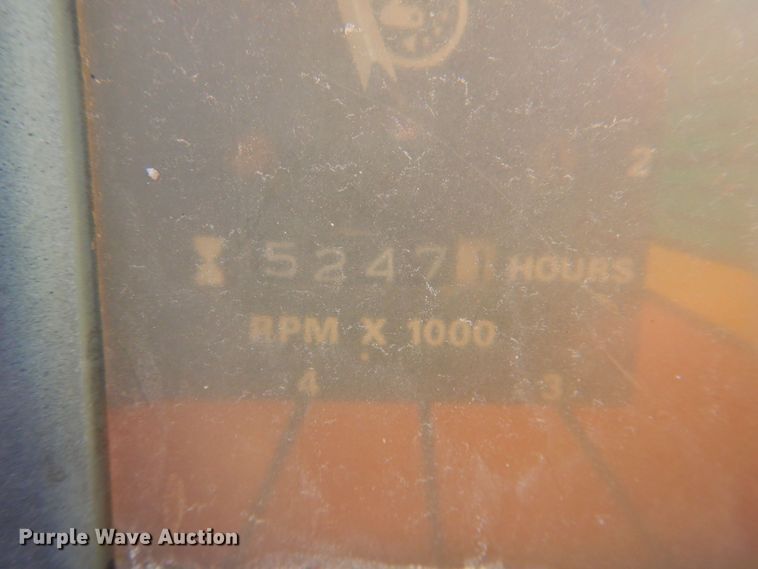 2
5247 HOURS
RPM X 1000
4 3
Purple Wave Auction